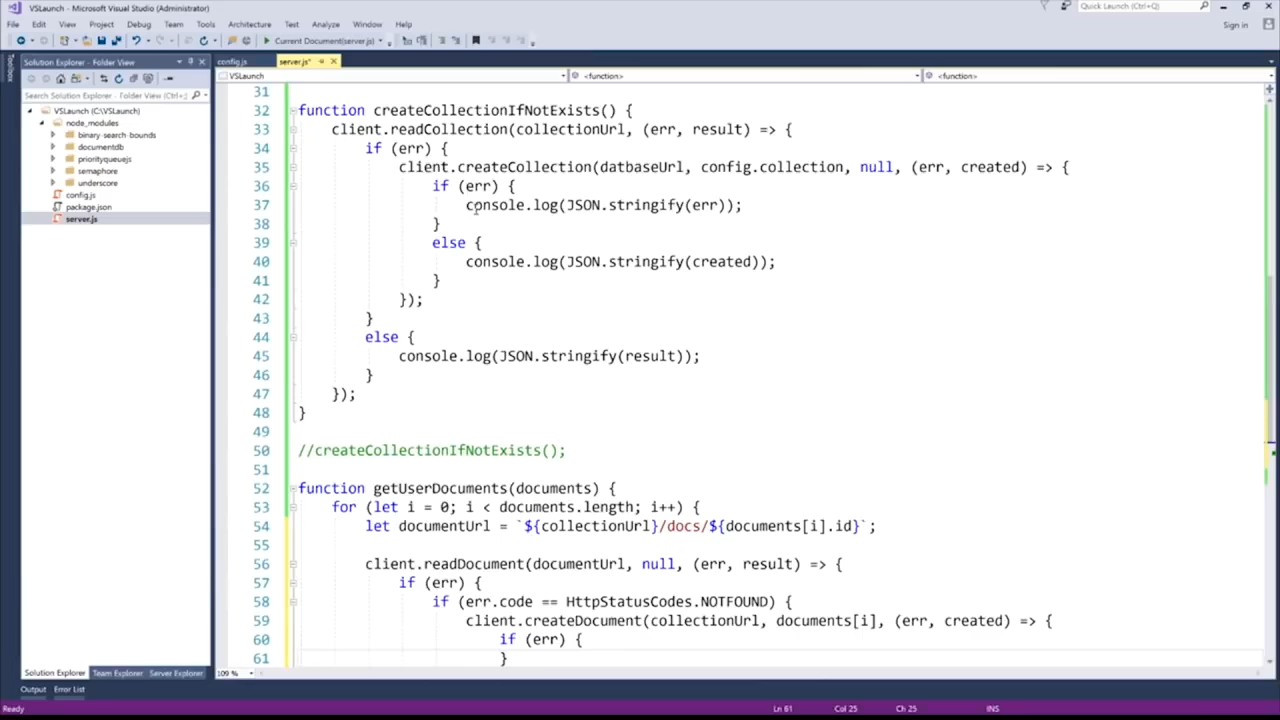 VSLaunch - Microsoft Visual Studio (Administrator)
Quick Launch (Ctrl+Q)
File Edit View Project Debug Team Tools Architecture Test Analyze Window Help
Sign in
Current Document(server.js)
Toolbox
Solution Explorer - Folder View
config.js server.js*
Search Solution Explorer - Folder View (Ctrl+;)
VSLaunch <function> <function>
VSLaunch (C:\VSLaunch)
node_modules
binary-search-bounds
documentdb
priorityqueuejs
semaphore
underscore
config.js
package.json
server.js
31
32 function createCollectionIfNotExists() {
33 client.readCollection(collectionUrl, (err, result) => {
34 if (err) {
35 client.createCollection(datbaseUrl, config.collection, null, (err, created) => {
36 if (err) {
37 console.log(JSON.stringify(err));
38 }
39 else {
40 console.log(JSON.stringify(created));
41 }
42 });
43 }
44 else {
45 console.log(JSON.stringify(result));
46 }
47 });
48 }
49
50 //createCollectionIfNotExists();
51
52 function getUserDocuments(documents) {
53 for (let i = 0; i < documents.length; i++) {
54 let documentUrl = `${collectionUrl}/docs/${documents[i].id}`;
55
56 client.readDocument(documentUrl, null, (err, result) => {
57 if (err) {
58 if (err.code == HttpStatusCodes.NOTFOUND) {
59 client.createDocument(collectionUrl, documents[i], (err, created) => {
60 if (err) {
61 }
Solution Explorer Team Explorer Server Explorer
109 %
Output Error List
Ready Ln 61 Col 25 Ch 25 INS